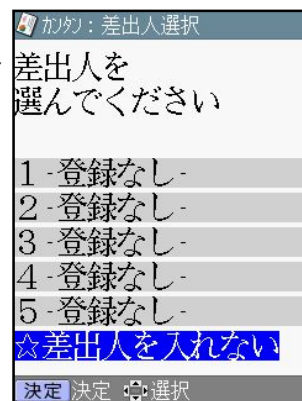 カンタン：差出人選択
差出人を
選んでください
1 -登録なし-
2 -登録なし-
3 -登録なし-
4 -登録なし-
5 -登録なし-
☆差出人を入れない
決定 決定 選択